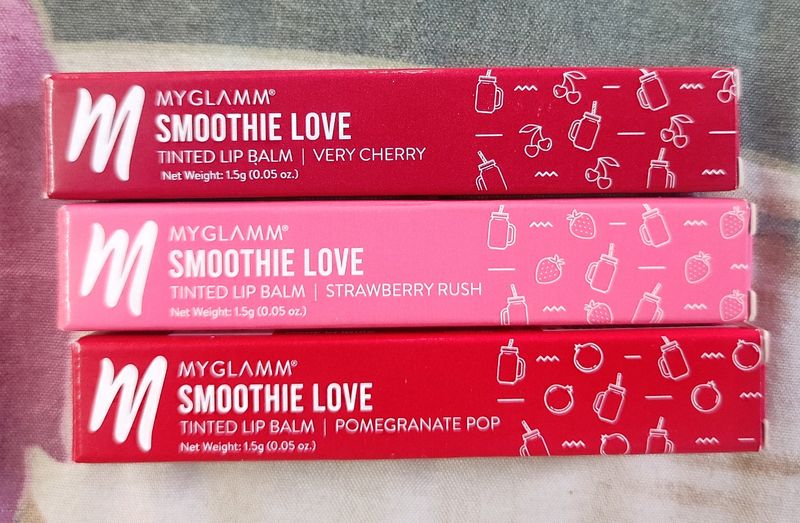 M
MYGLAMM®
SMOOTHIE LOVE
TINTED LIP BALM | VERY CHERRY
Net Weight: 1.5g (0.05 oz.)
M
MYGLAMM®
SMOOTHIE LOVE
TINTED LIP BALM | STRAWBERRY RUSH
Net Weight: 1.5g (0.05 oz.)
M
MYGLAMM®
SMOOTHIE LOVE
TINTED LIP BALM | POMEGRANATE POP
Net Weight: 1.5g (0.05 oz.)